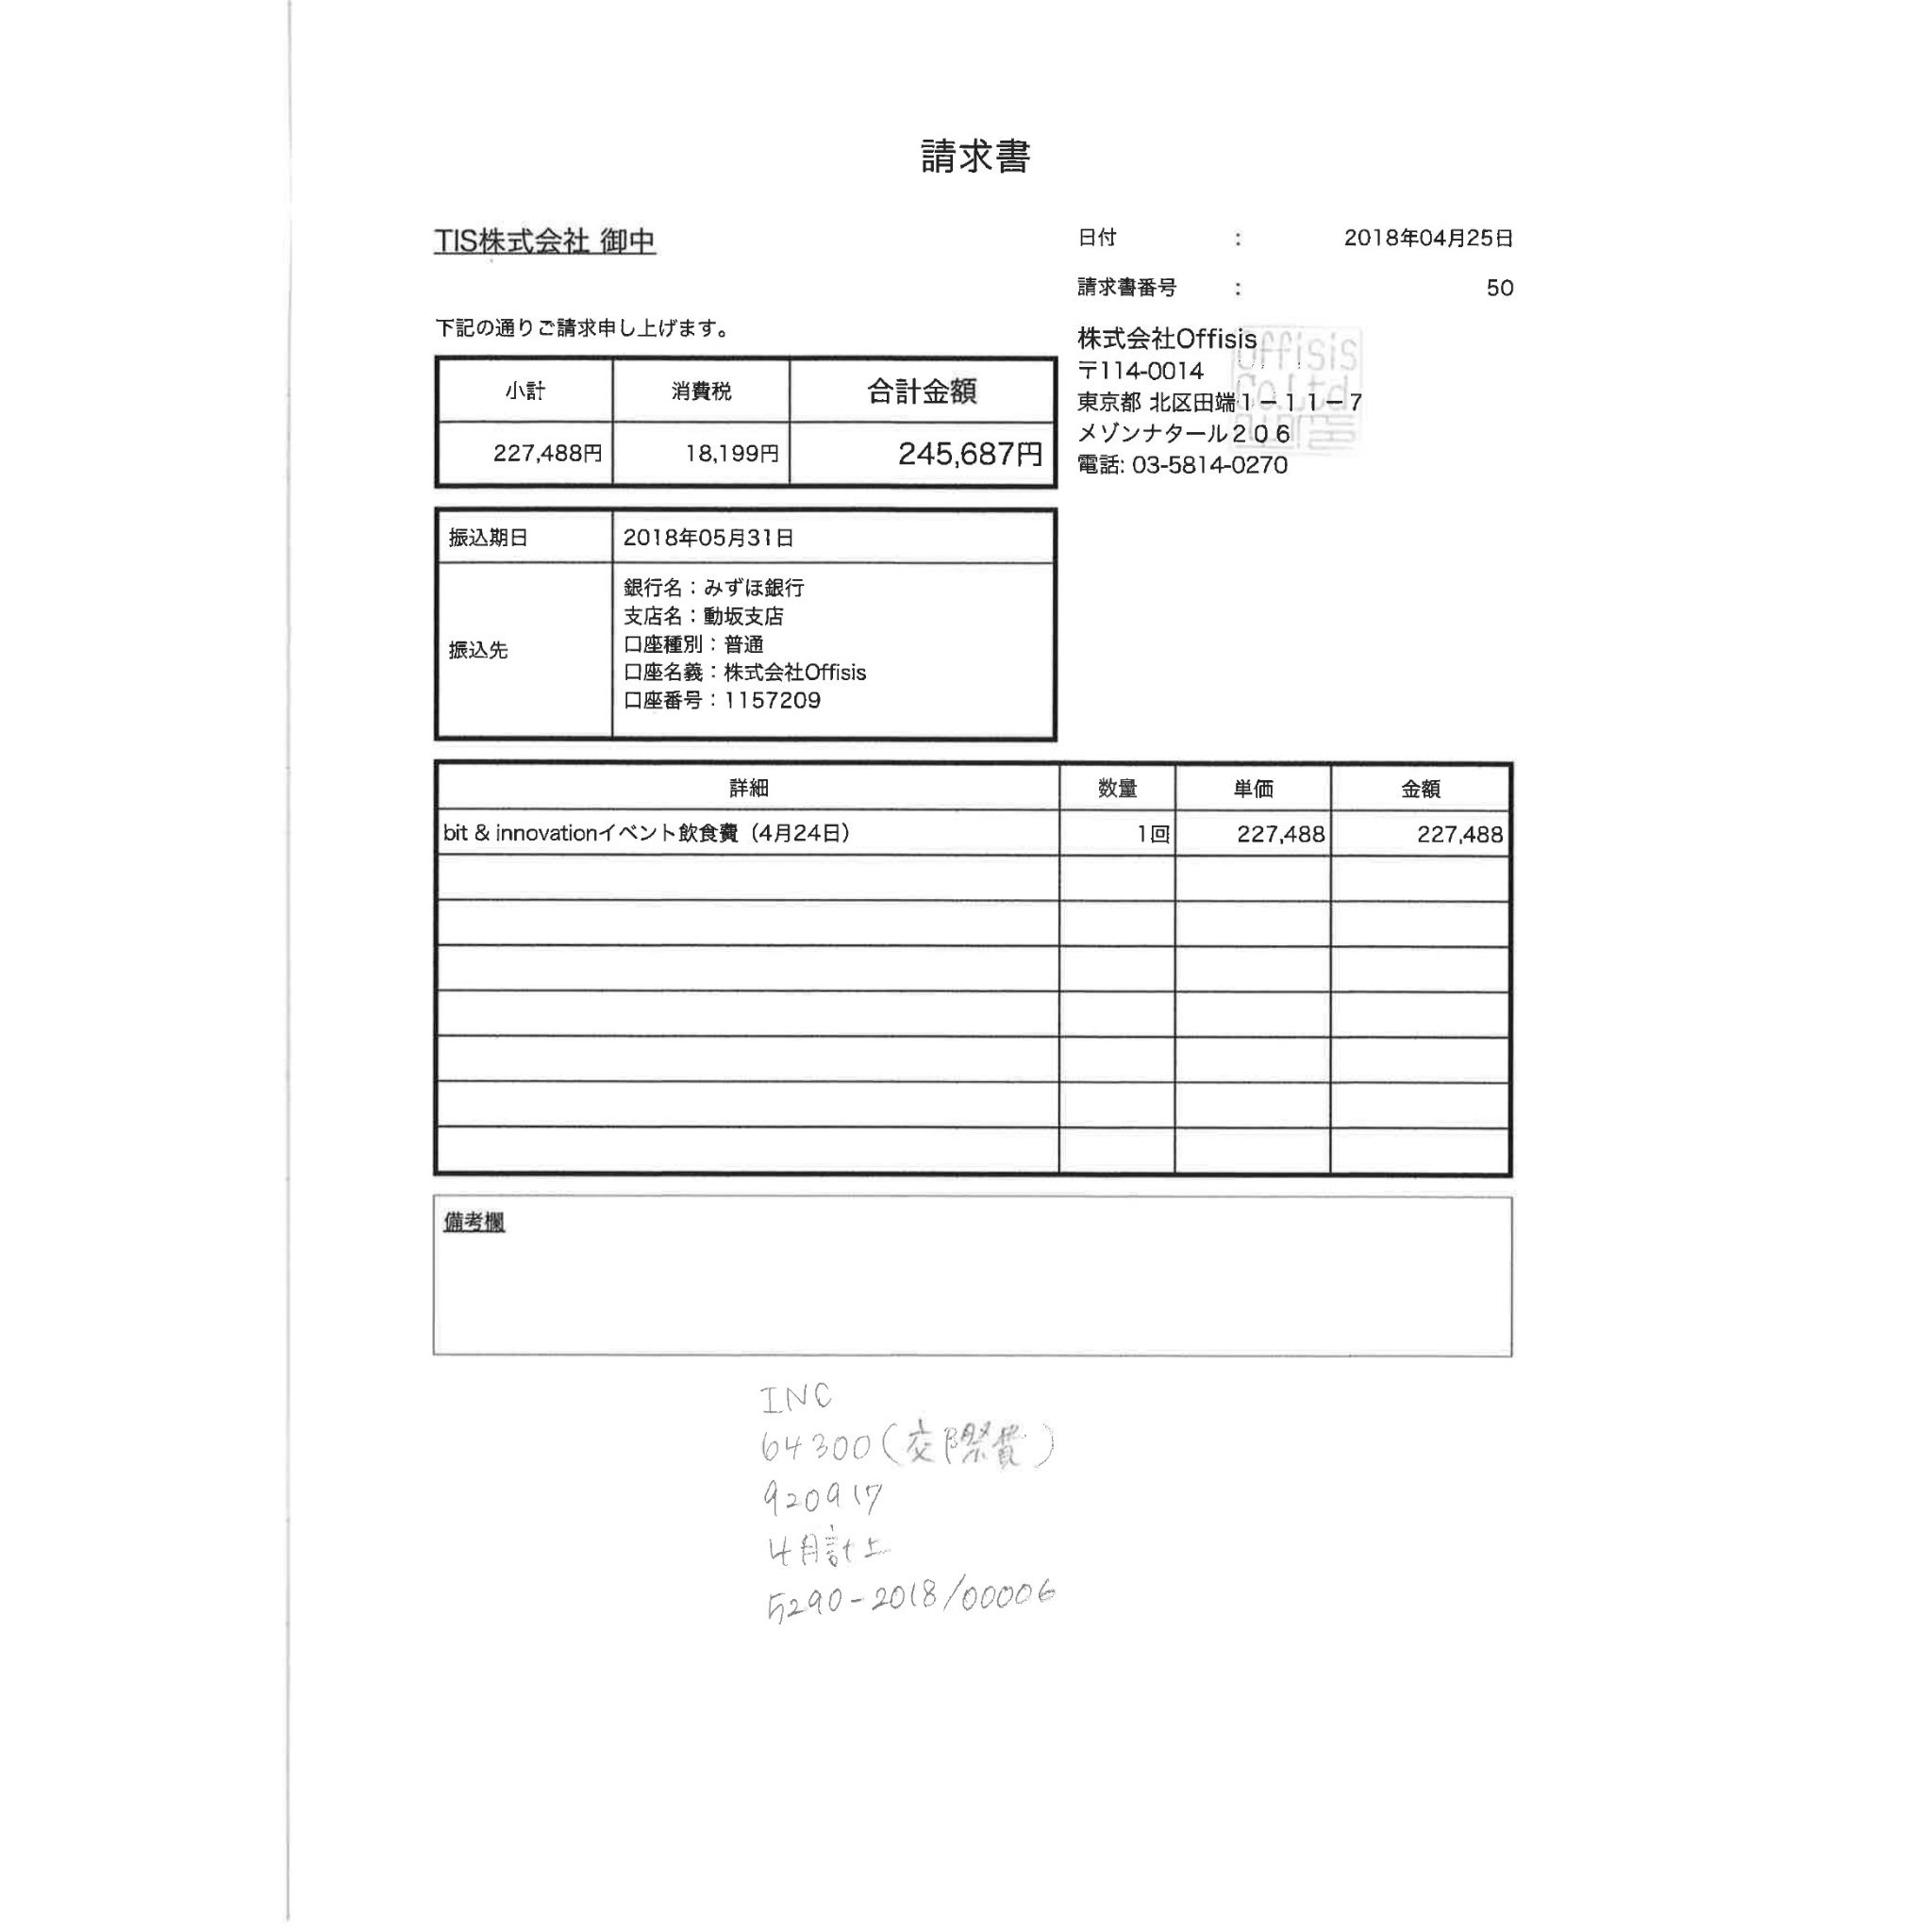 請求書
TIS株式会社 御中
日付 : 2018年04月25日
請求書番号 : 50
下記の通りご請求申し上げます。
株式会社Offisis
〒114-0014
東京都 北区田端１－１１－７
メゾンナタール２０６
電話: 03-5814-0270
offisis
Co.Ltd
小計 消費税 合計金額
227,488円 18,199円 245,687円
振込期日 2018年05月31日
振込先
銀行名：みずほ銀行
支店名：動坂支店
口座種別：普通
口座名義：株式会社Offisis
口座番号：1157209
詳細 数量 単価 金額
bit & innovationイベント飲食費（4月24日） 1回 227,488 227,488
備考欄
INC
64300(交際費)
920917
4月計上
5290-2018/00006